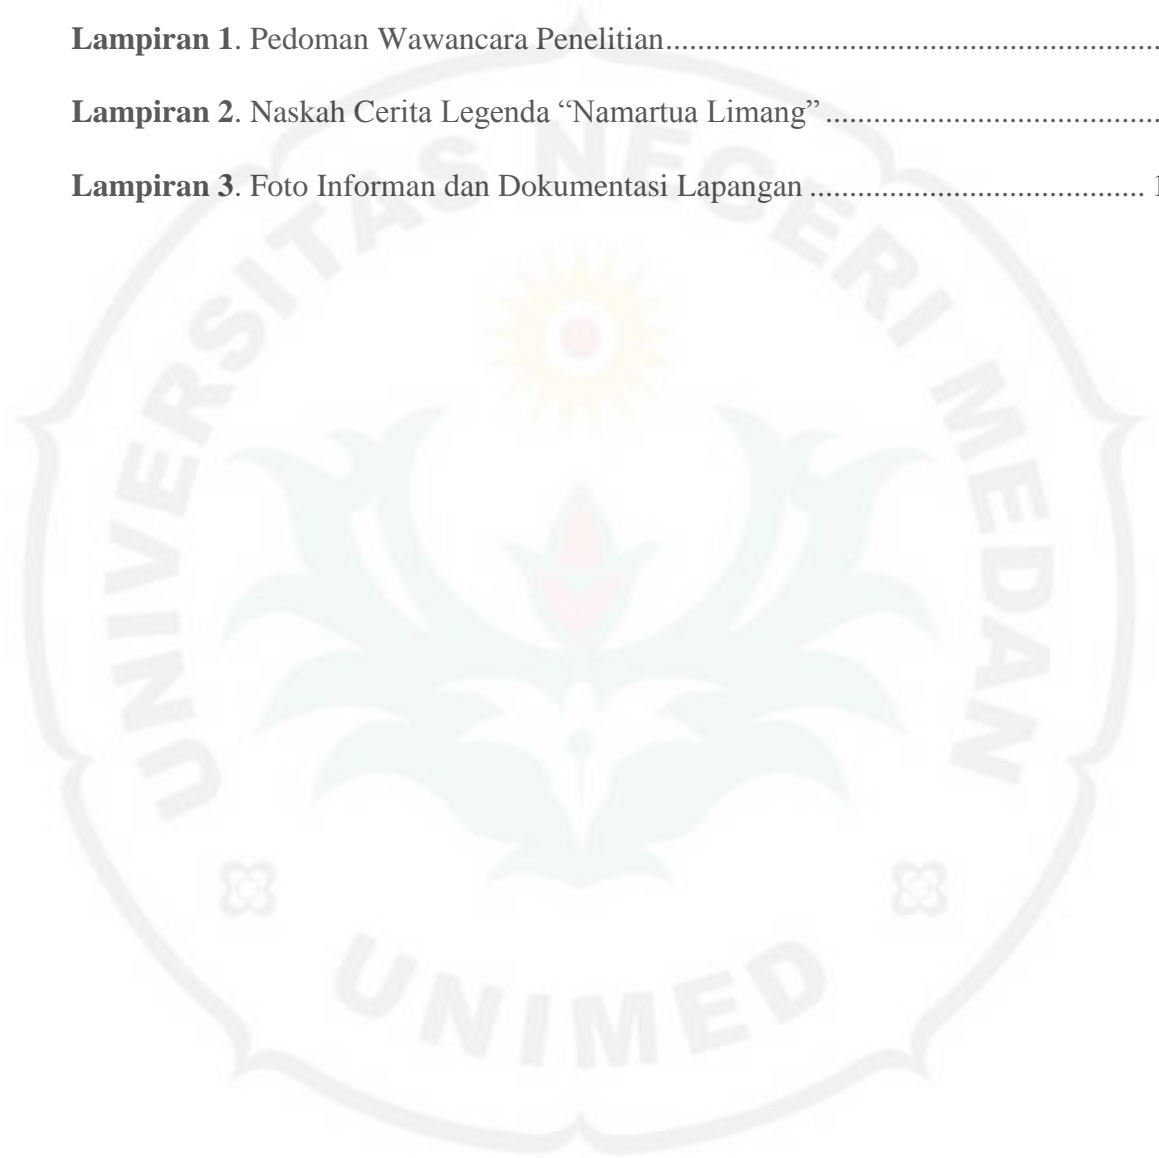 Lampiran 1. Pedoman Wawancara Penelitian................................................................
Lampiran 2. Naskah Cerita Legenda “Namartua Limang” ..........................................
Lampiran 3. Foto Informan dan Dokumentasi Lapangan ..........................................
UNIVERSITAS NEGERI MEDAN
UNIMED